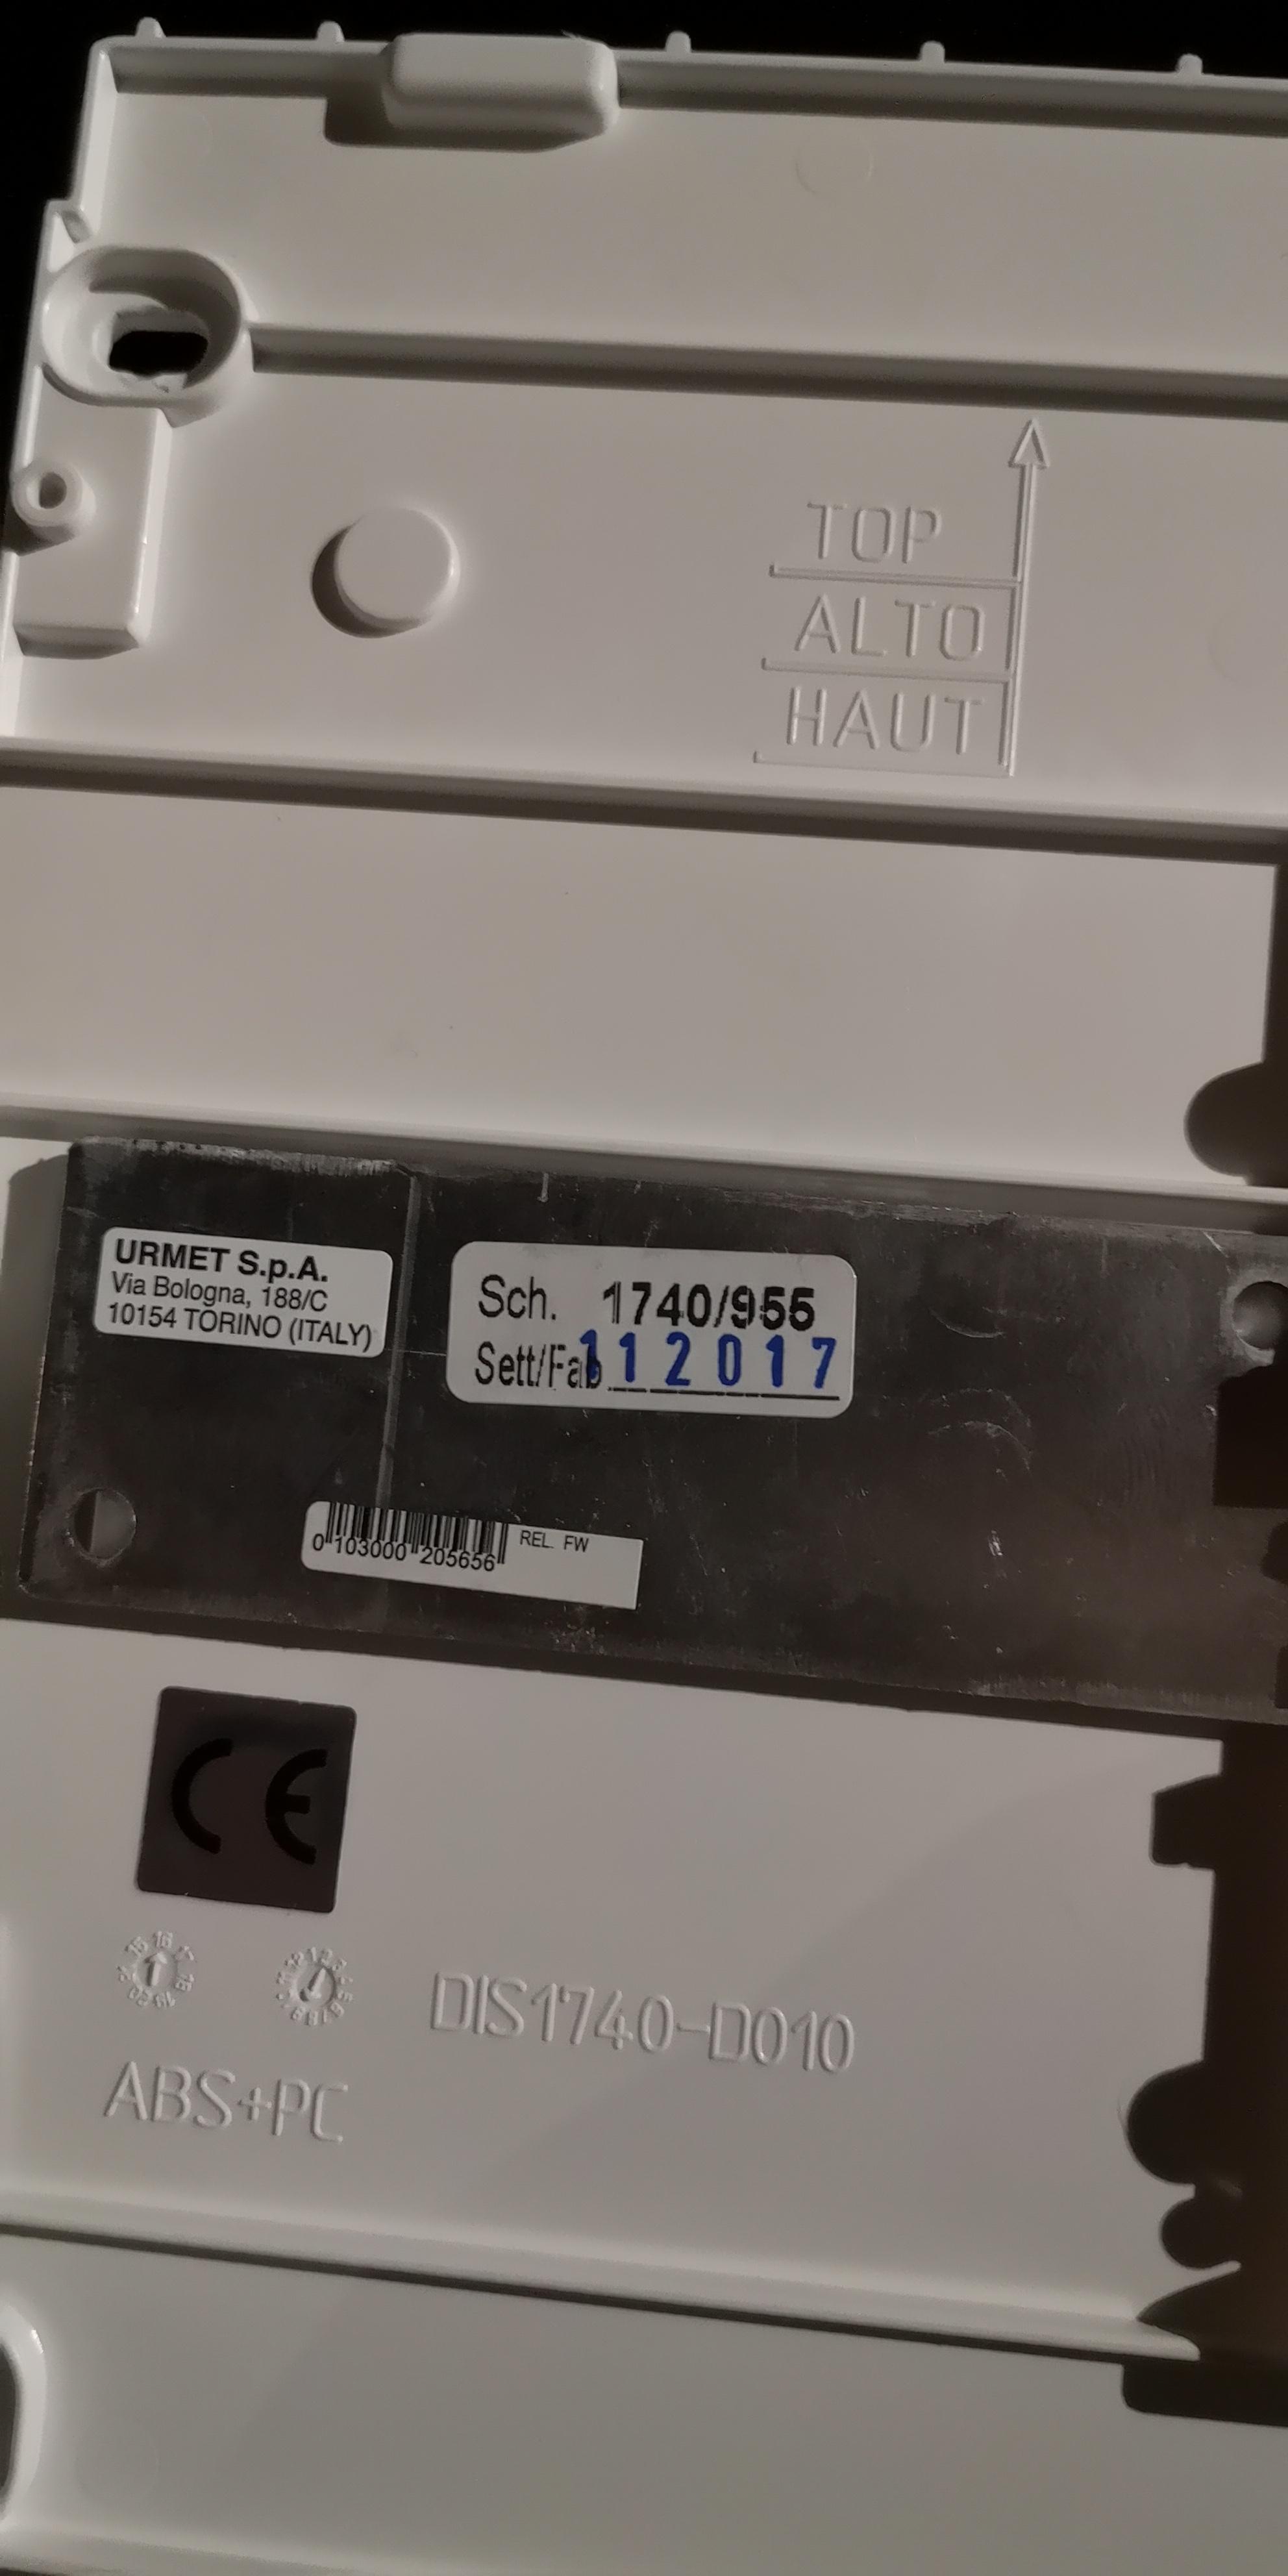 TOP
ALTO
HAUT
URMET S.p.A.
Via Bologna, 188/C
10154 TORINO (ITALY)
Sch. 1740/955
Sett/Fab 112017
0 103000 205656
REL. FW
CE
DIS1740-D010
ABS+PC